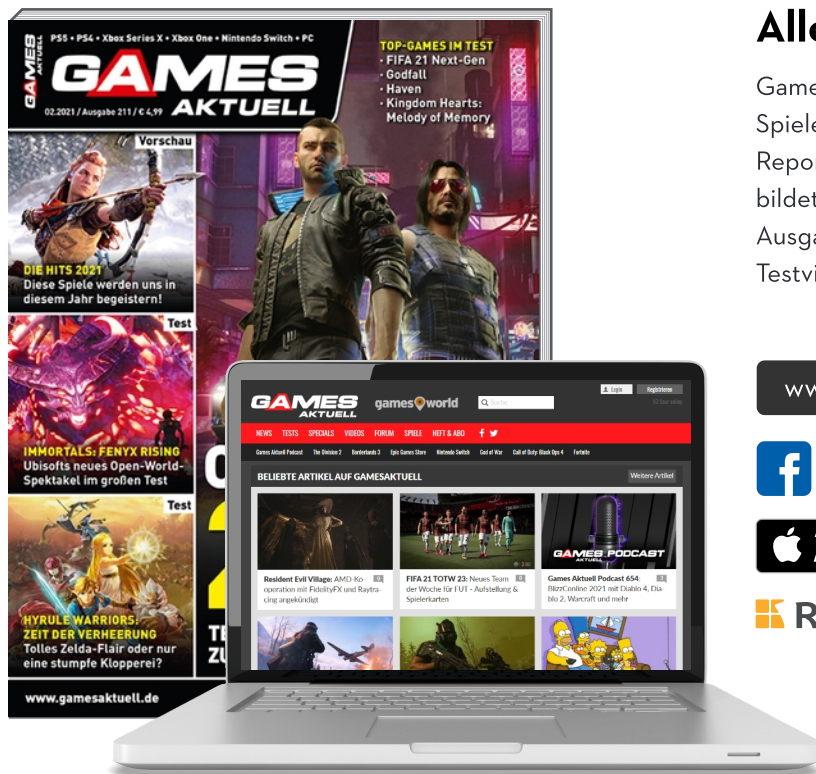 PS5 • PS4 • Xbox Series X • Xbox One • Nintendo Switch • PC
GAMES AKTUELL
GAMES
AKTUELL
02.2021 / Ausgabe 211 / € 4,99
TOP-GAMES IM TEST
· FIFA 21 Next-Gen
· Godfall
· Haven
· Kingdom Hearts:
Melody of Memory
Vorschau
DIE HITS 2021
Diese Spiele werden uns in
diesem Jahr begeistern!
Test
IMMORTALS: FENYX RISING
Ubisofts neues Open-World-
Spektakel im großen Test
Test
HYRULE WARRIORS:
ZEIT DER VERHEERUNG
Tolles Zelda-Flair oder nur
eine stumpfe Klopperei?
www.gamesaktuell.de
GAMES
AKTUELL
games world
Suche
Login
Registrieren
NEWS TESTS SPECIALS VIDEOS FORUM SPIELE HEFT & ABO
Games Aktuell Podcast The Division 2 Borderlands 3 Epic Games Store Nintendo Switch God of War Call of Duty: Black Ops 4 Fortnite
BELIEBTE ARTIKEL AUF GAMESAKTUELL
Weitere Artikel
Resident Evil Village: AMD-Ko-
operation mit FidelityFX und Raytra-
cing angekündigt
FIFA 21 TOTW 23: Neues Team
der Woche für FUT - Aufstellung &
Spielerkarten
GAMES PODCAST
AKTUELL
Games Aktuell Podcast 654:
BlizzConline 2021 mit Diablo 4, Dia-
blo 2, Warcraft und mehr
Alle
Game
Spiele
Repor
bildet
Ausga
Testvi
ww
R